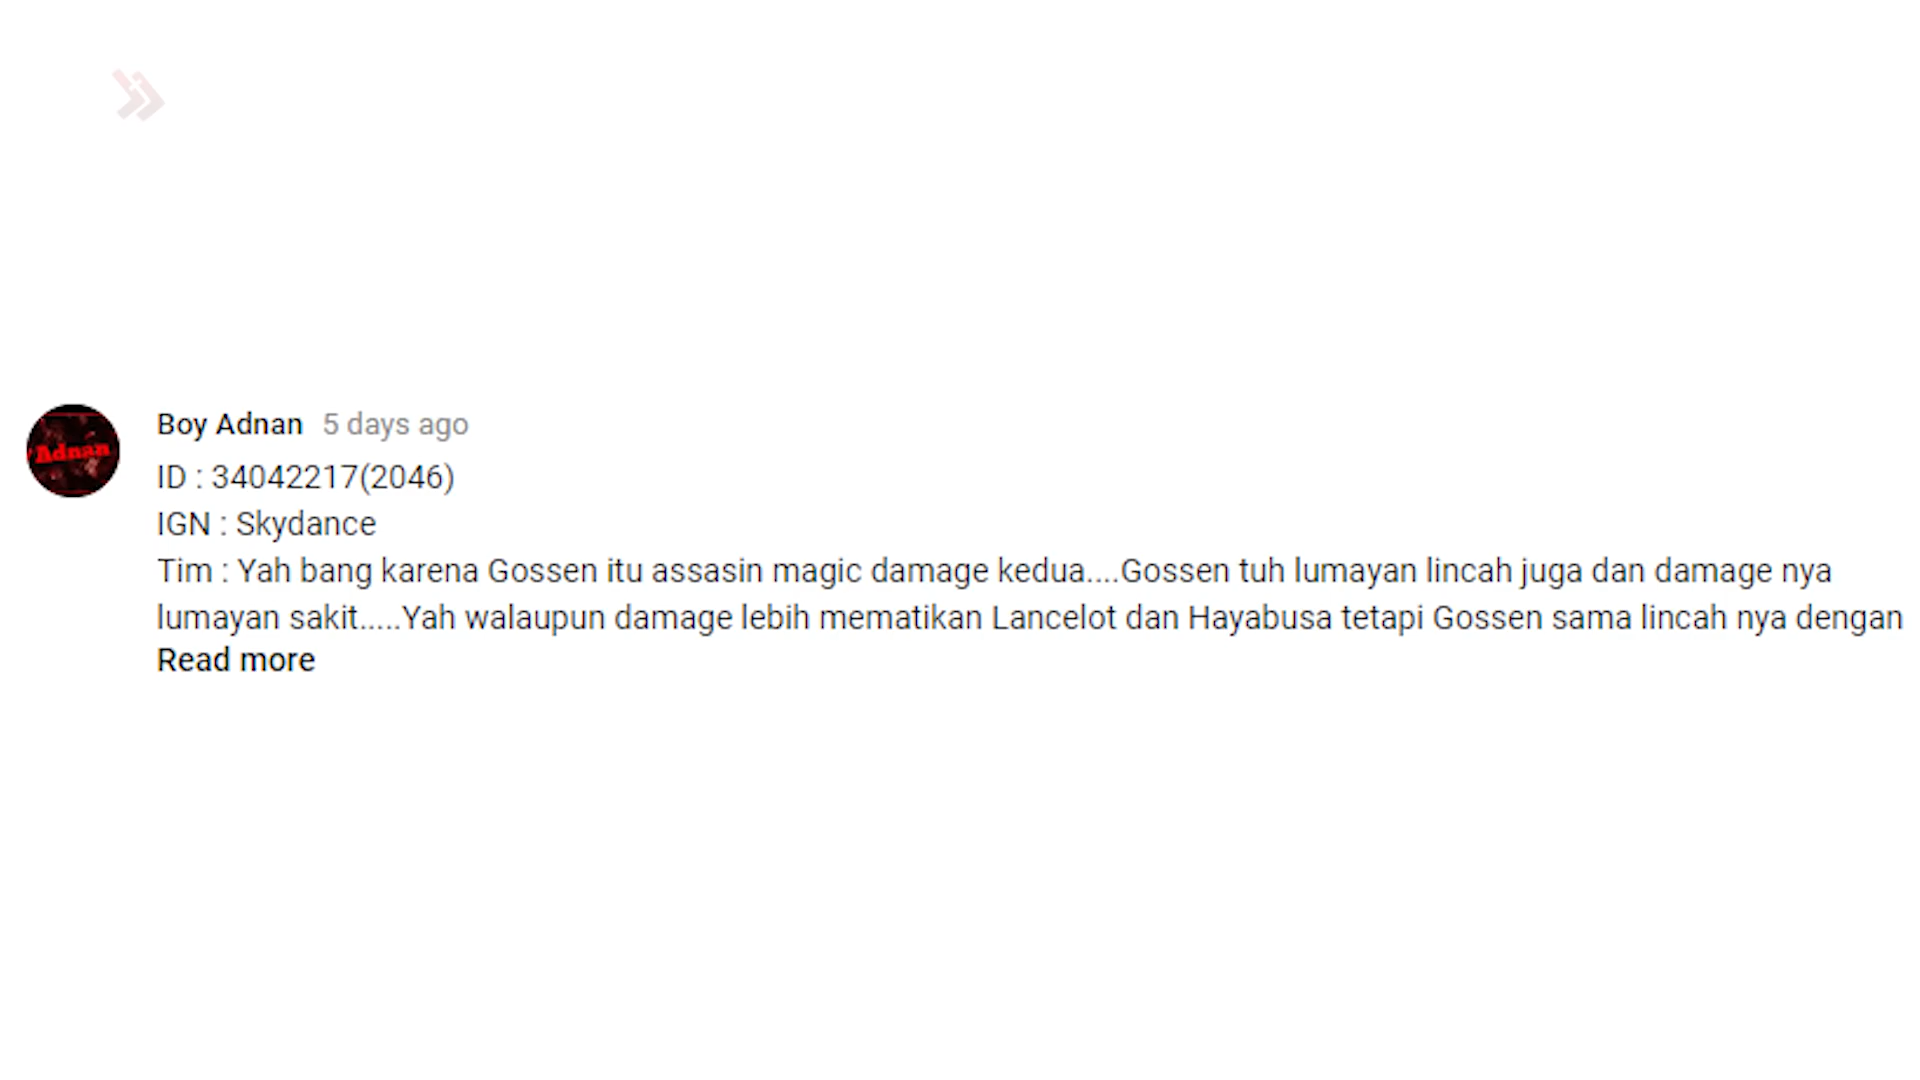 Boy Adnan 5 days ago
ID : 34042217(2046)
IGN : Skydance
Tim : Yah bang karena Gossen itu assasin magic damage kedua....Gossen tuh lumayan lincah juga dan damage nya
lumayan sakit.....Yah walaupun damage lebih mematikan Lancelot dan Hayabusa tetapi Gossen sama lincah nya dengan
Read more
Adnan